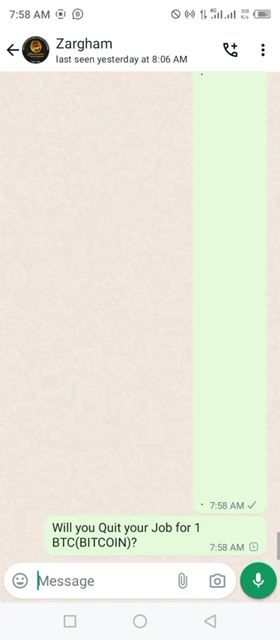 7:58 AM
Zargham
last seen yesterday at 8:06 AM
.
. 7:58 AM
Will you Quit your Job for 1
BTC(BITCOIN)?
7:58 AM
Message